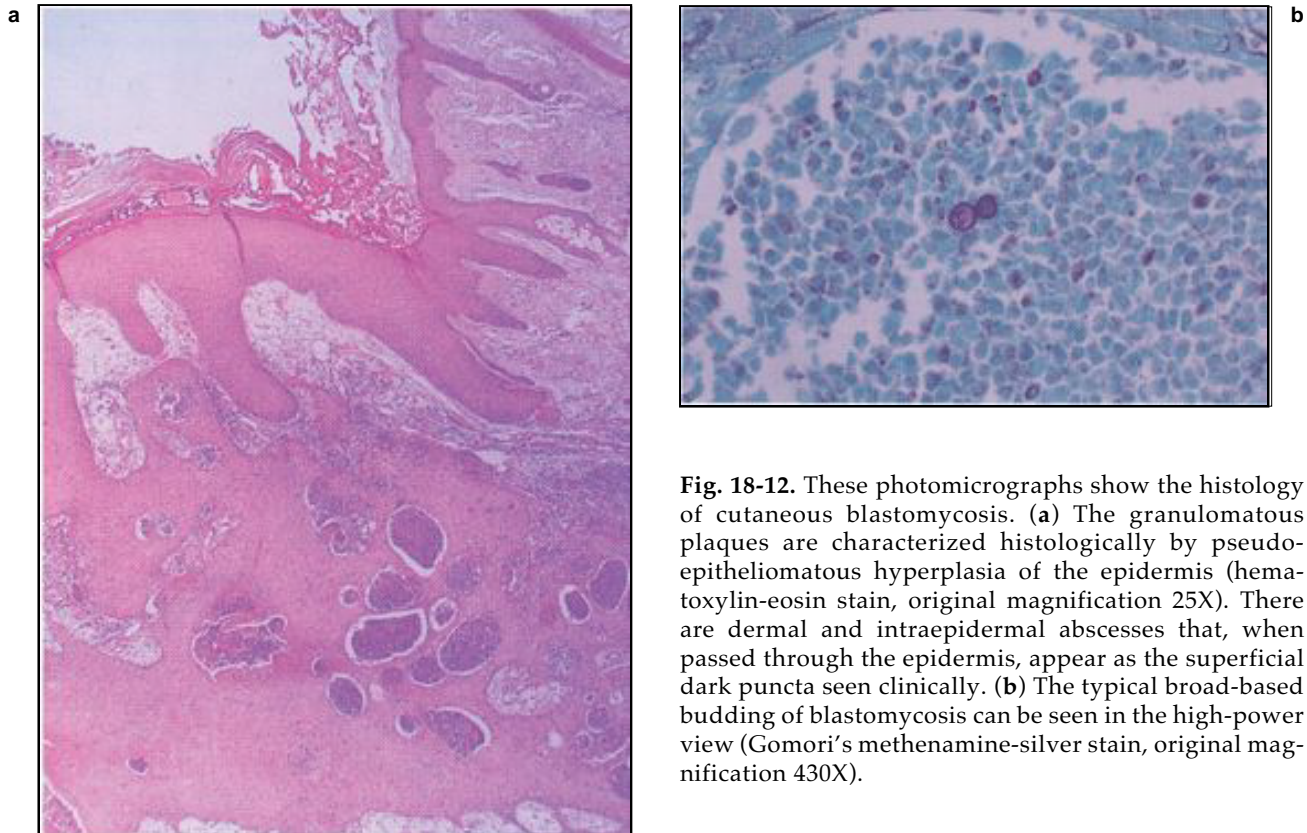 a
b
Fig. 18-12. These photomicrographs show the histology
of cutaneous blastomycosis. (a) The granulomatous
plaques are characterized histologically by pseudo-
epitheliomatous hyperplasia of the epidermis (hema-
toxylin-eosin stain, original magnification 25X). There
are dermal and intraepidermal abscesses that, when
passed through the epidermis, appear as the superficial
dark puncta seen clinically. (b) The typical broad-based
budding of blastomycosis can be seen in the high-power
view (Gomori’s methenamine-silver stain, original mag-
nification 430X).